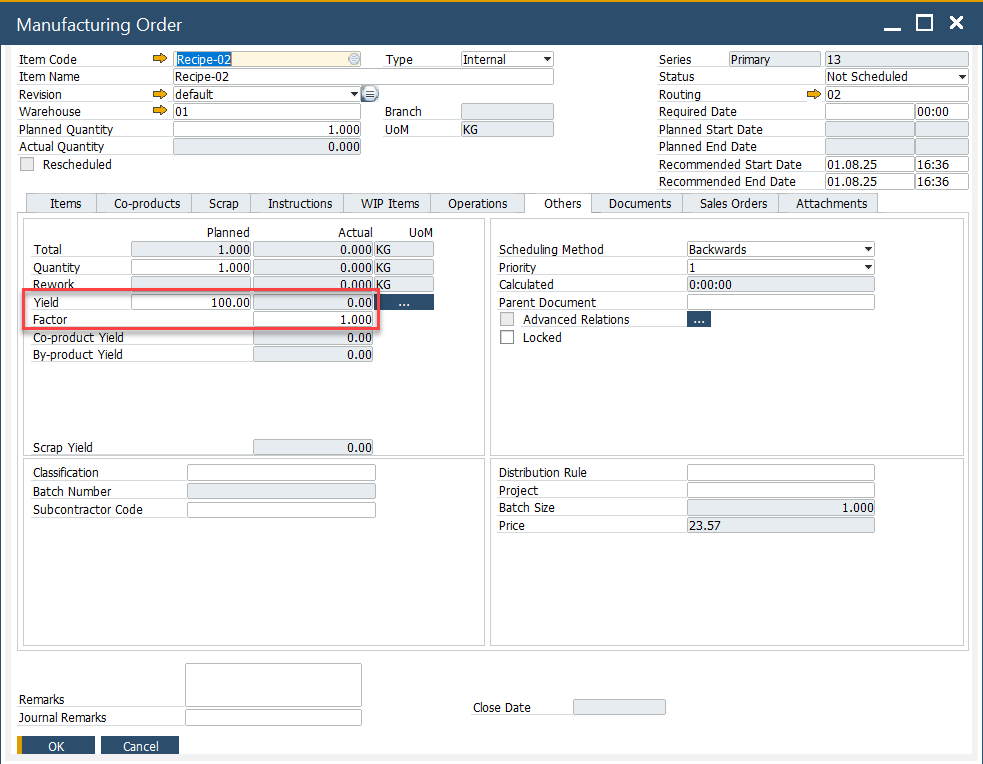 Manufacturing Order
Item Code Recipe-02 Type Internal Series Primary 13
Item Name Recipe-02 Status Not Scheduled
Revision default Routing 02
Warehouse 01 Branch Required Date 00:00
Planned Quantity 1.000 UoM KG Planned Start Date
Actual Quantity 0.000 Planned End Date
Rescheduled Recommended Start Date 01.08.25 16:36
Recommended End Date 01.08.25 16:36
Items Co-products Scrap Instructions WIP Items Operations Others Documents Sales Orders Attachments
Planned Actual UoM
Total 1.000 0.000 KG Scheduling Method Backwards
Quantity 1.000 0.000 KG Priority 1
Rework 0.000 KG Calculated 0:00:00
Yield 100.00 0.00 ... Parent Document
Factor 1.000 Advanced Relations ...
Co-product Yield 0.00 Locked
By-product Yield 0.00
Scrap Yield 0.00
Classification Distribution Rule
Batch Number Project
Subcontractor Code Batch Size 1.000
Price 23.57
Remarks
Journal Remarks Close Date
OK Cancel